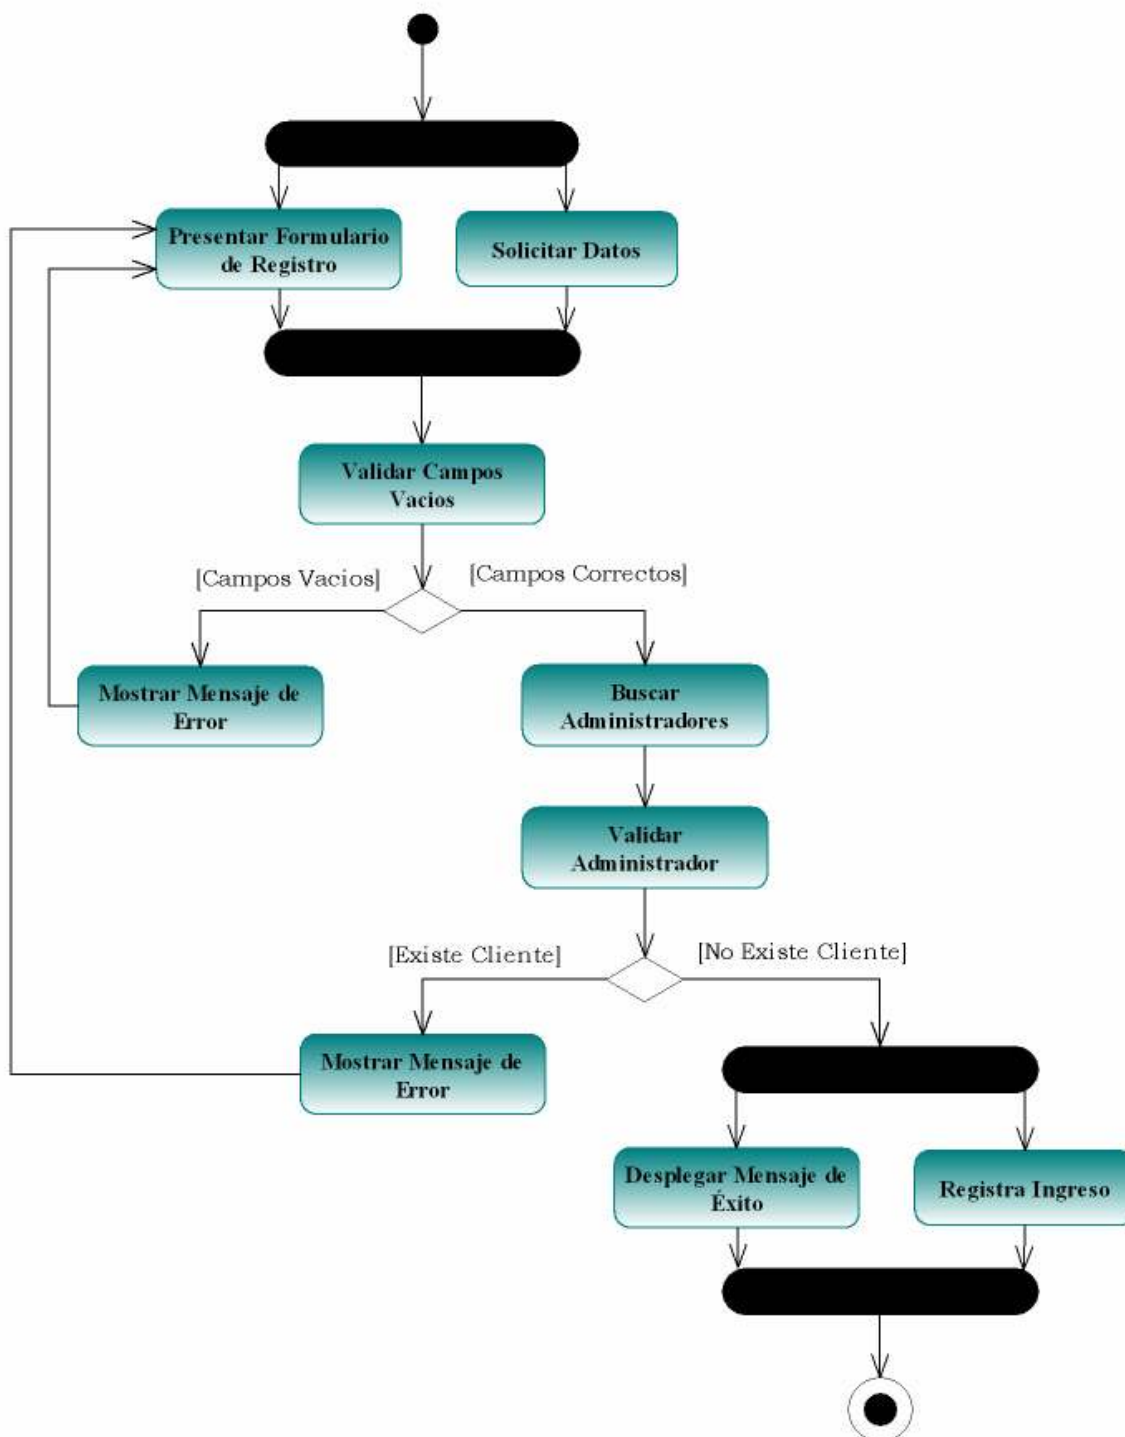 Presentar Formulario
de Registro
Solicitar Datos
Validar Campos
Vacios
[Campos Vacios]
[Campos Correctos]
Mostrar Mensaje de
Error
Buscar
Administradores
Validar
Administrador
[Existe Cliente]
[No Existe Cliente]
Mostrar Mensaje de
Error
Desplegar Mensaje de
Éxito
Registra Ingreso